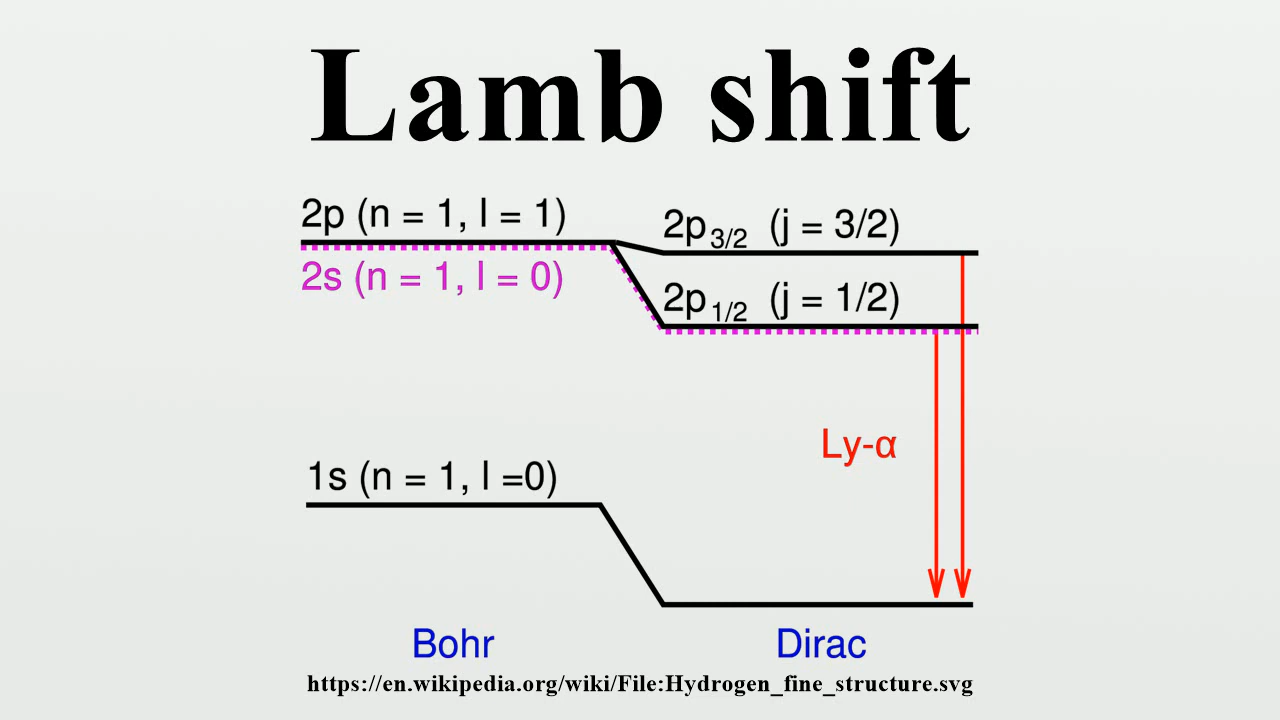 Lamb shift
2p (n = 1, l = 1)
2s (n = 1, l = 0)
2p3/2 (j = 3/2)
2p1/2 (j = 1/2)
Ly-α
1s (n = 1, l =0)
Bohr
Dirac
https://en.wikipedia.org/wiki/File:Hydrogen_fine_structure.svg